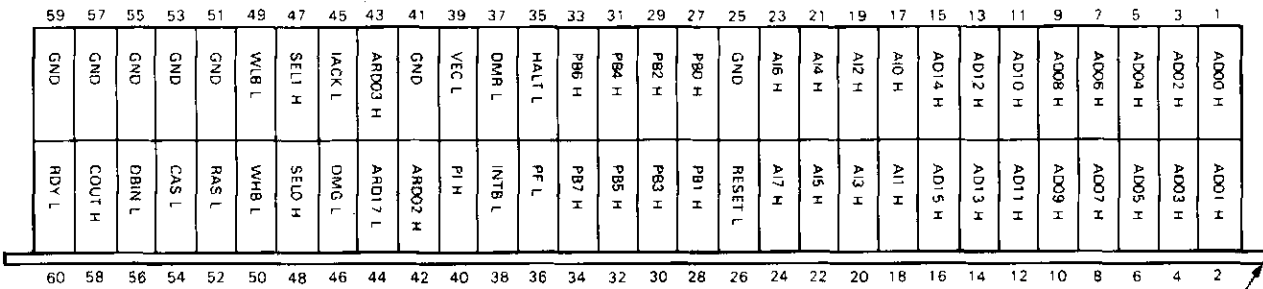 59 57 55 53 51 49 47 45 43 41 39 37 35 33 31 29 27 25 23 21 19 17 15 13 11 9 7 5 3 1
GND GND GND GND GND WLB L SEL1 H IACK L ARD03 H GND VEC L DMR L HALT L PB6 H PB4 H PB2 H PB0 H GND AI6 H AI4 H AI2 H AI0 H AD14 H AD12 H AD10 H AD08 H AD06 H AD04 H AD02 H AD00 H
RDY L COUT H DBIN L CAS L RAS L WHB L SEL0 H DMG L ARD17 L ARD02 H PI H INTB L PF L PB7 H PB5 H PB3 H PB1 H RESET L AI7 H AI5 H AI3 H AI1 H AD15 H AD13 H AD11 H AD09 H AD07 H AD05 H AD03 H AD01 H
60 58 56 54 52 50 48 46 44 42 40 38 36 34 32 30 28 26 24 22 20 18 16 14 12 10 8 6 4 2